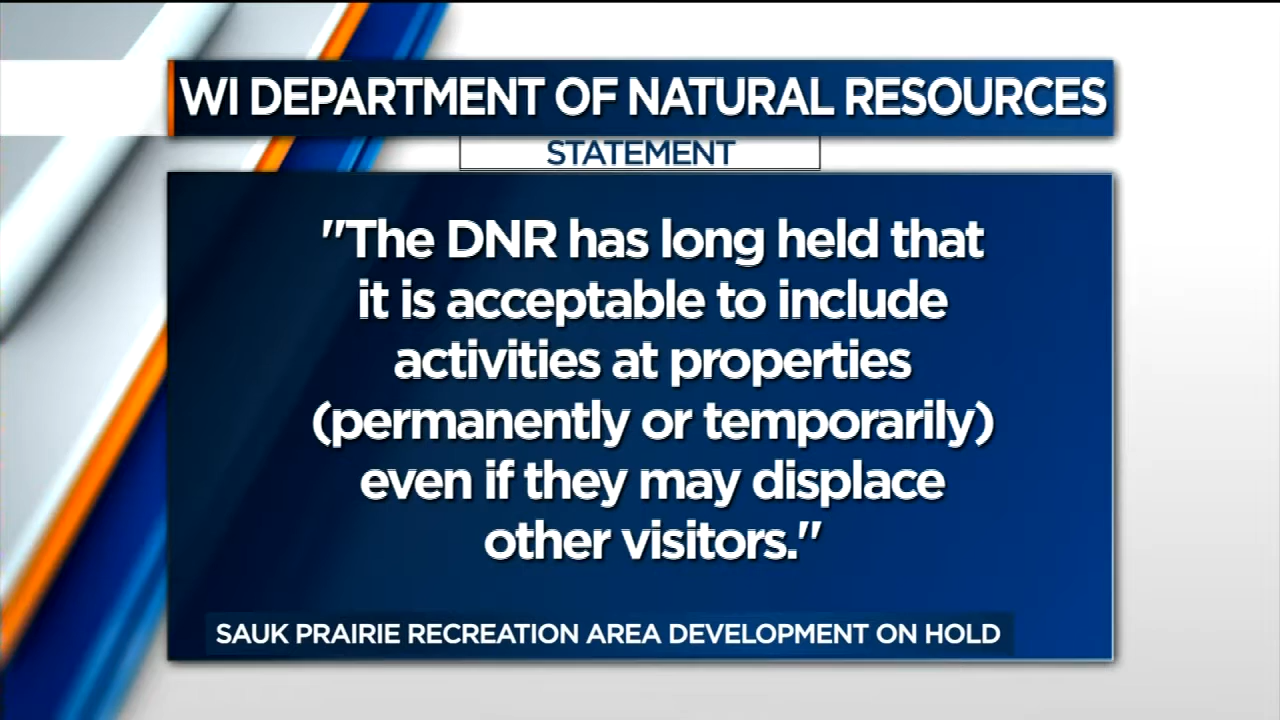 WI DEPARTMENT OF NATURAL RESOURCES
STATEMENT
"The DNR has long held that
it is acceptable to include
activities at properties
(permanently or temporarily)
even if they may displace
other visitors."
SAUK PRAIRIE RECREATION AREA DEVELOPMENT ON HOLD